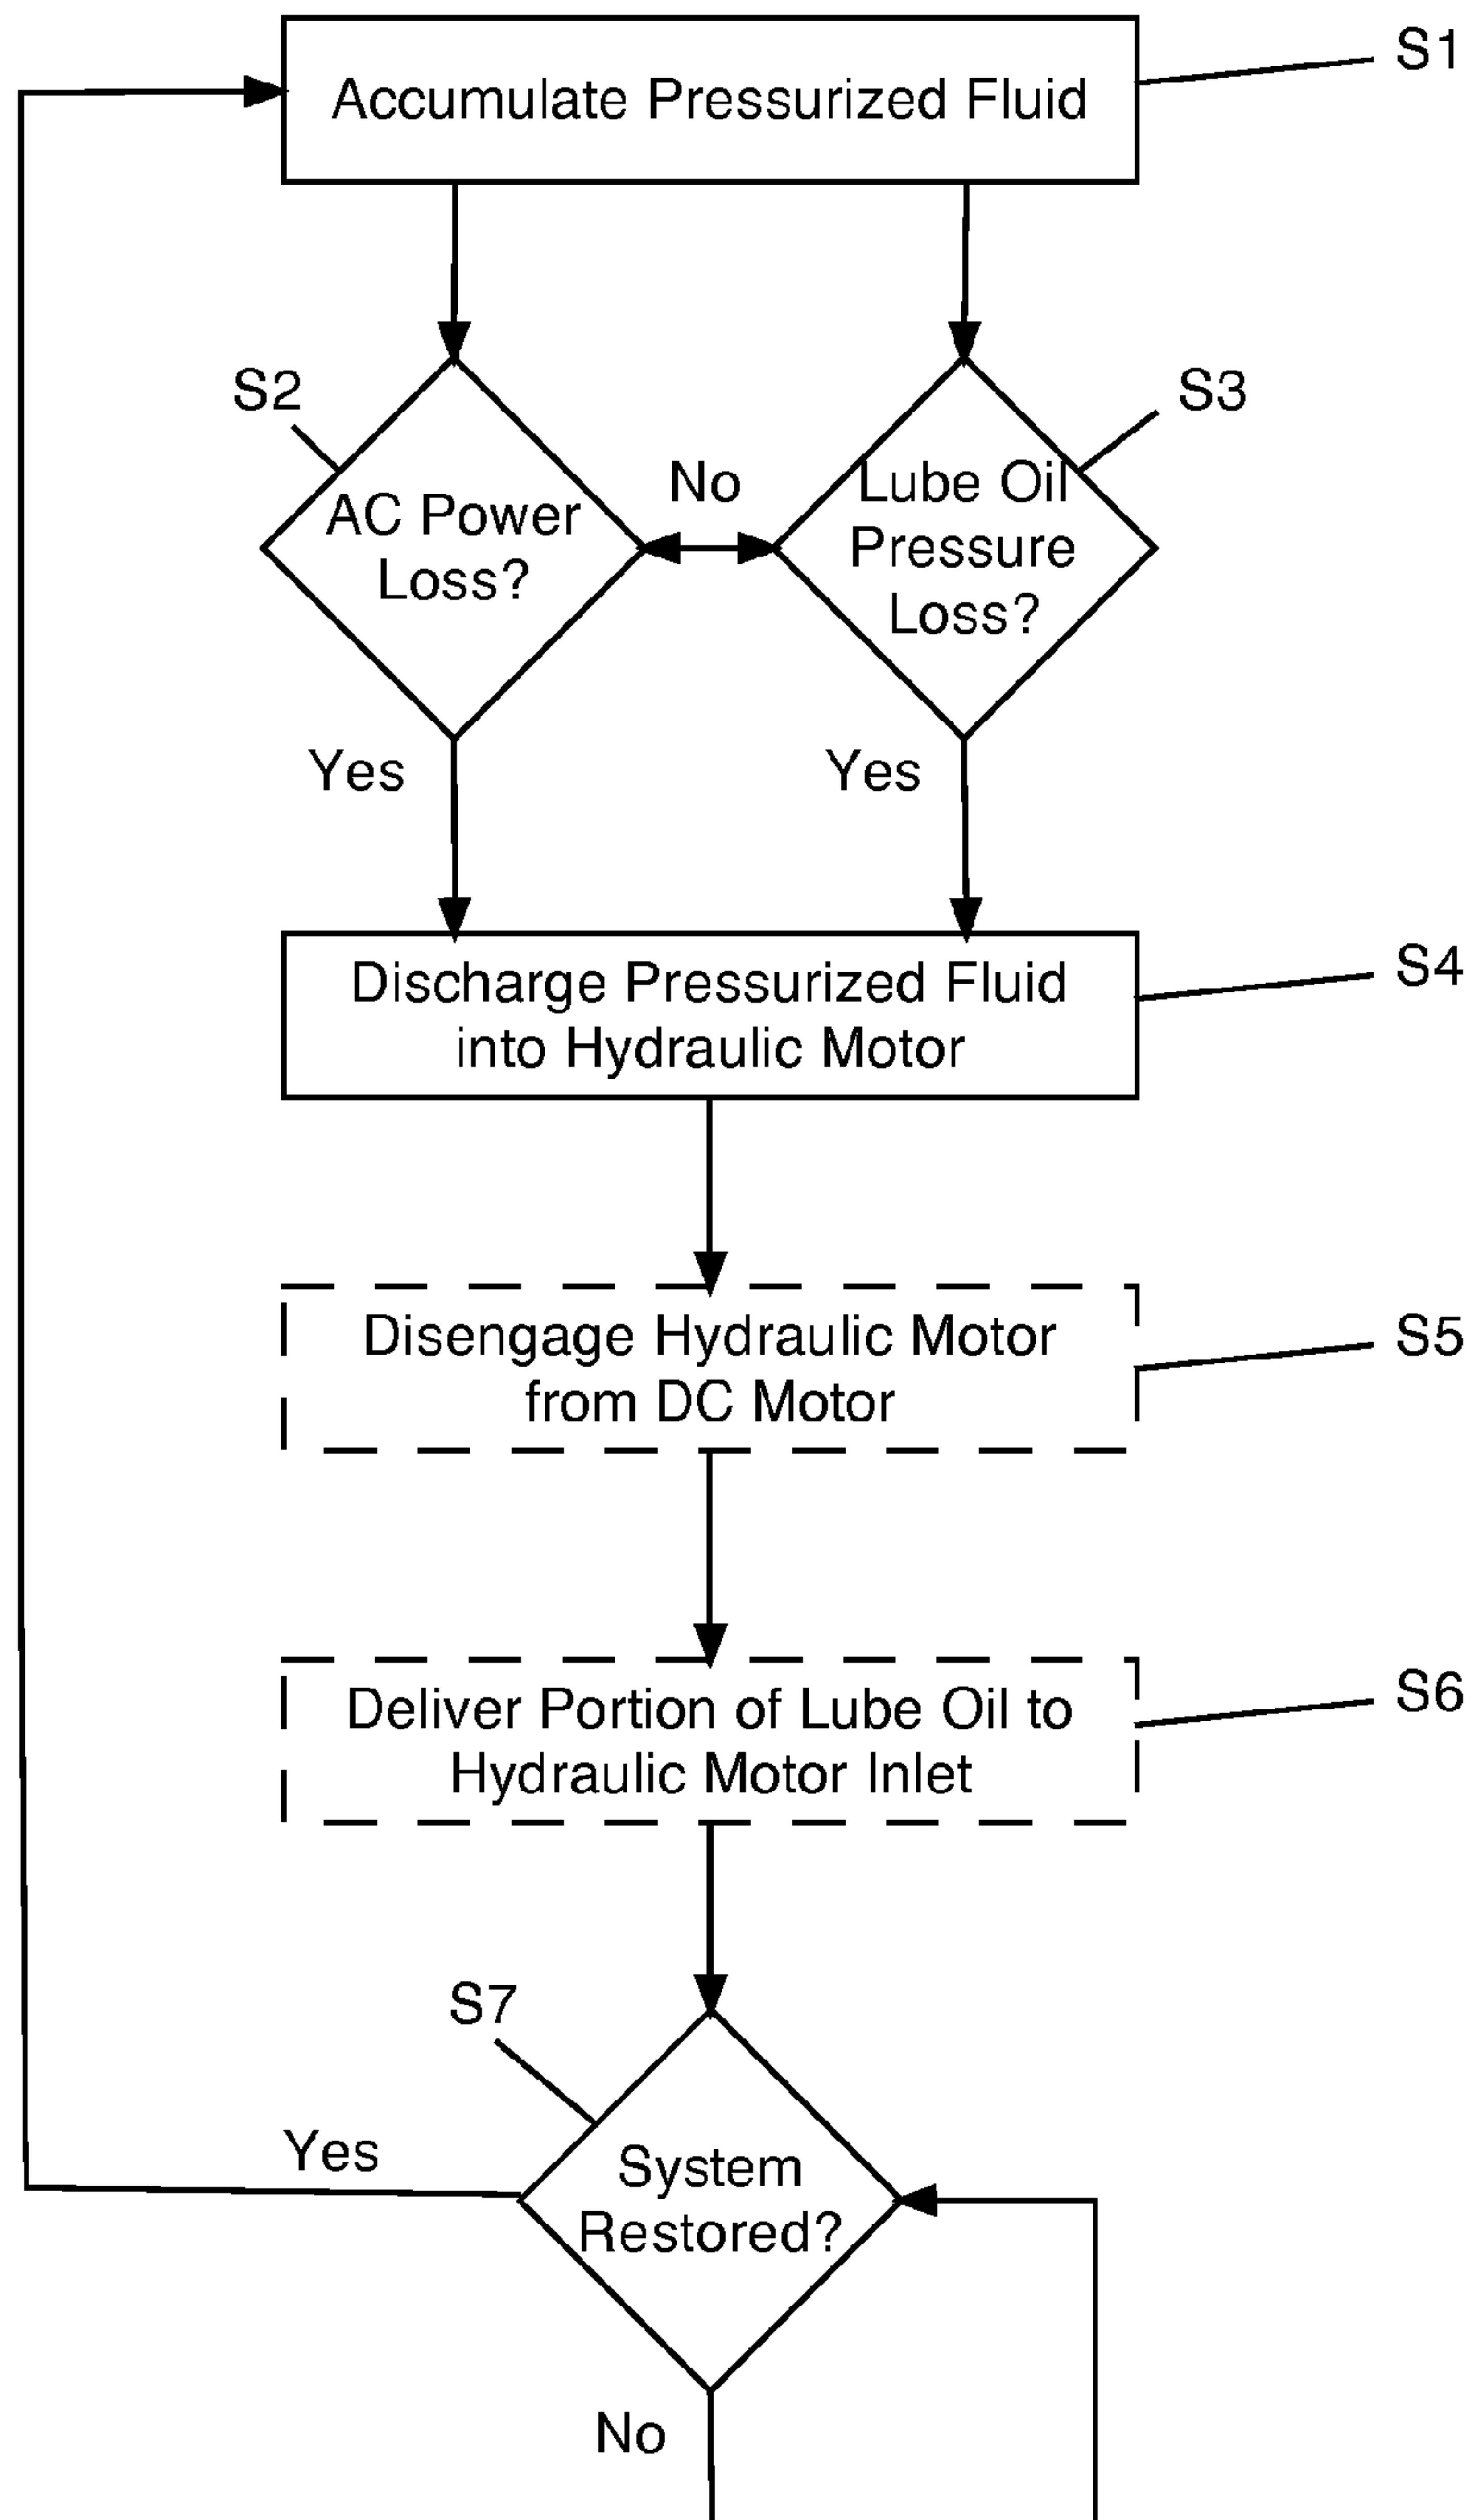 Accumulate Pressurized Fluid
S1
S2
AC Power
Loss?
No
Lube Oil
Pressure
Loss?
S3
Yes
Yes
Discharge Pressurized Fluid
into Hydraulic Motor
S4
Disengage Hydraulic Motor
from DC Motor
S5
Deliver Portion of Lube Oil to
Hydraulic Motor Inlet
S6
S7
Yes
System
Restored?
No